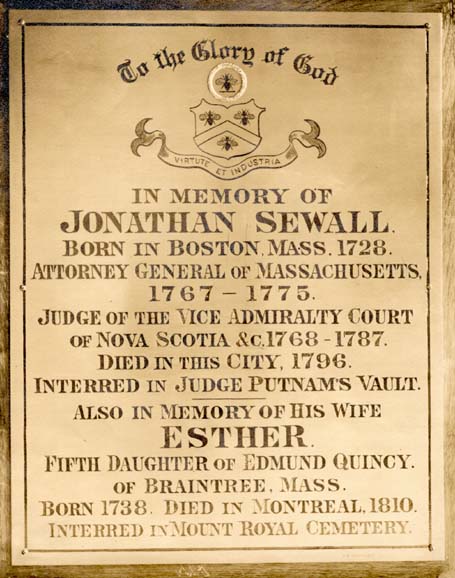 To the Glory of God
VIRTUTE ET INDUSTRIA
IN MEMORY OF
JONATHAN SEWALL.
BORN IN BOSTON, MASS. 1728.
ATTORNEY GENERAL OF MASSACHUSETTS,
1767 – 1775.
JUDGE OF THE VICE ADMIRALTY COURT
OF NOVA SCOTIA &c. 1768 - 1787.
DIED IN THIS CITY, 1796.
INTERRED IN JUDGE PUTNAM'S VAULT.
ALSO IN MEMORY OF HIS WIFE
ESTHER.
FIFTH DAUGHTER OF EDMUND QUINCY.
OF BRAINTREE, MASS.
BORN 1738. DIED IN MONTREAL, 1810.
INTERRED IN MOUNT ROYAL CEMETERY.